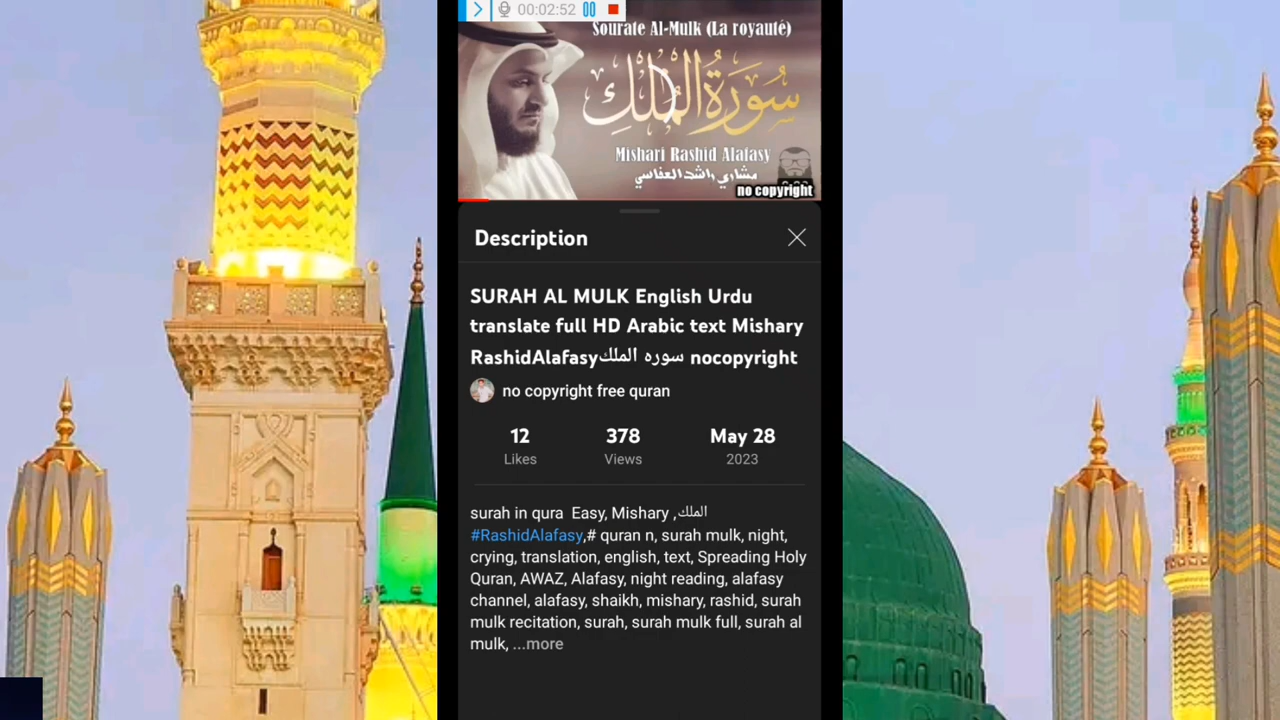 00:02:52
Sourate Al-Mulk (La royauté)
سُورَةُ المُلْكِ
Mishari Rashid Alafasy
مشاري راشد العفاسي
no copyright
Description
SURAH AL MULK English Urdu
translate full HD Arabic text Mishary
RashidAlafasyسوره الملك nocopyright
no copyright free quran
12 378 May 28
Likes Views 2023
surah in qura Easy, Mishary ,الملك
#RashidAlafasy,# quran n, surah mulk, night,
crying, translation, english, text, Spreading Holy
Quran, AWAZ, Alafasy, night reading, alafasy
channel, alafasy, shaikh, mishary, rashid, surah
mulk recitation, surah, surah mulk full, surah al
mulk, ...more